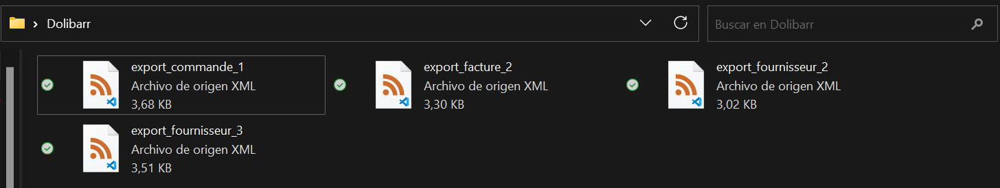 Dolibarr
Buscar en Dolibarr
export_commande_1
Archivo de origen XML
3,68 KB
export_facture_2
Archivo de origen XML
3,30 KB
export_fournisseur_2
Archivo de origen XML
3,02 KB
export_fournisseur_3
Archivo de origen XML
3,51 KB